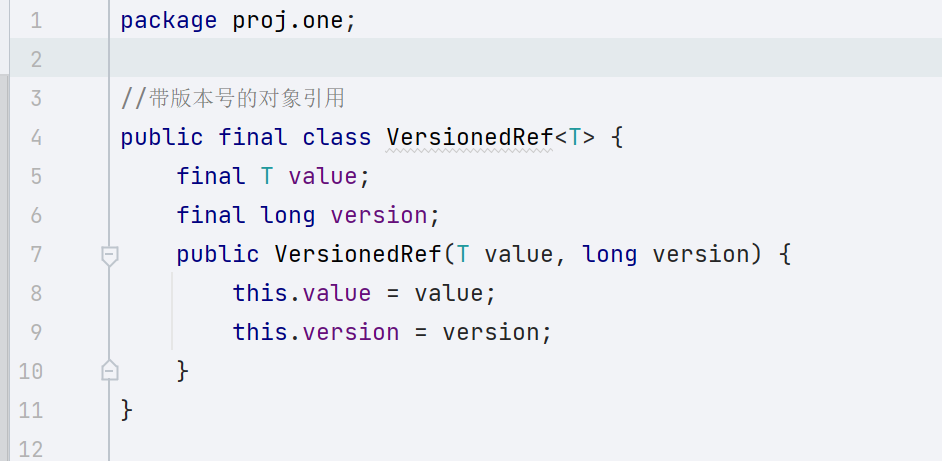 1 package proj.one;
2
3 //带版本号的对象引用
4 public final class VersionedRef<T> {
5     final T value;
6     final long version;
7     public VersionedRef(T value, long version) {
8         this.value = value;
9         this.version = version;
10     }
11 }
12